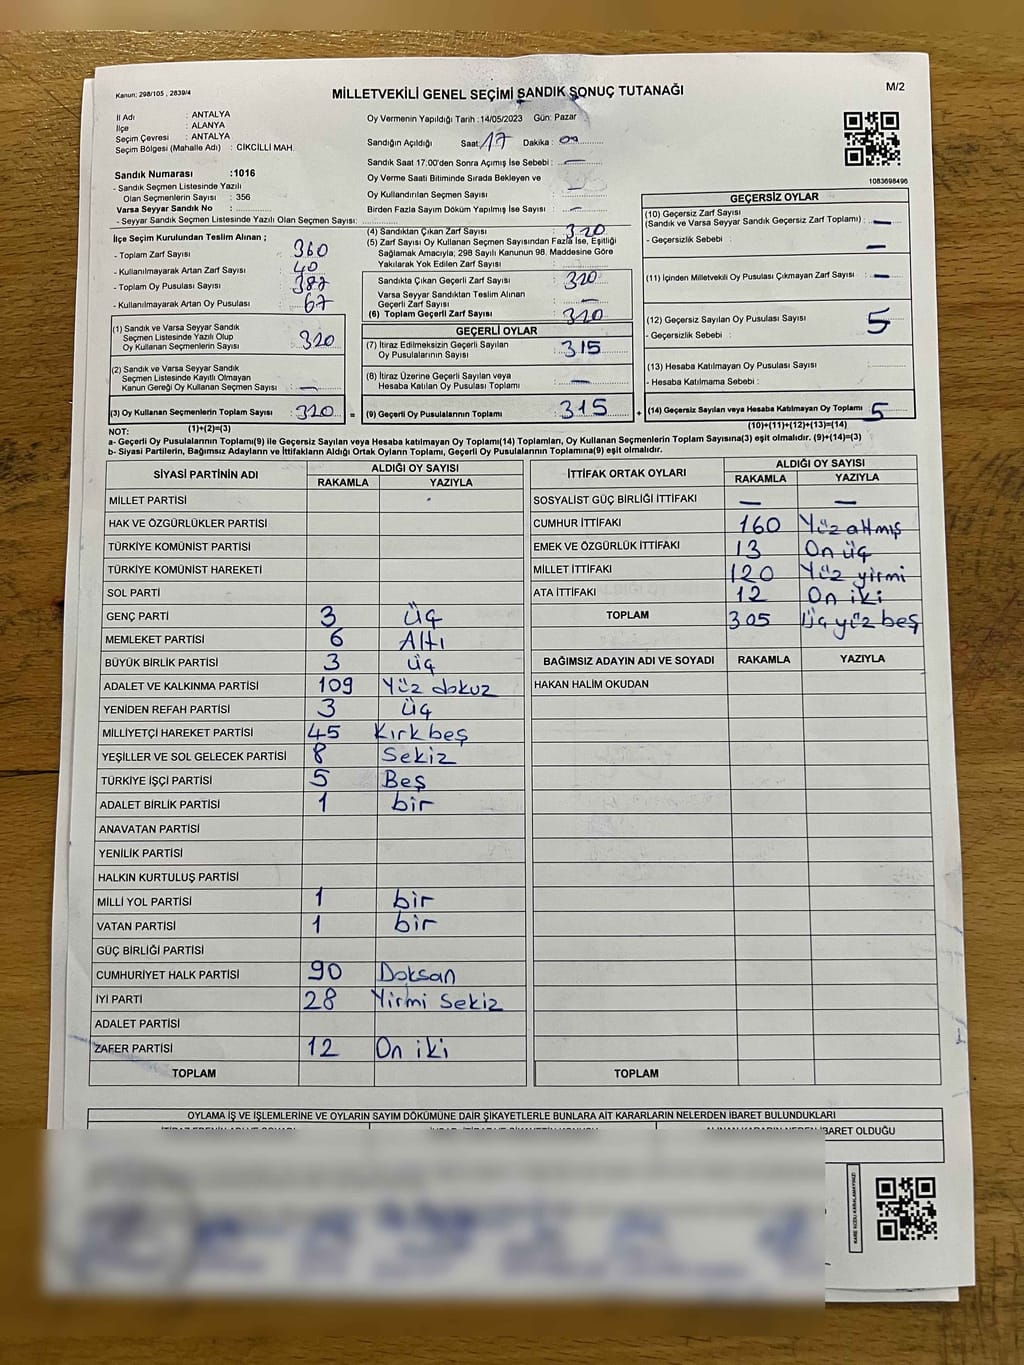 Kanun: 298/105 , 2839/4
MİLLETVEKİLİ GENEL SEÇİMİ SANDIK SONUÇ TUTANAĞI
M/2
İl Adı : ANTALYA
İlçe : ALANYA
Seçim Çevresi : ANTALYA
Seçim Bölgesi (Mahalle Adı) : CİKCİLLİ MAH.
Sandık Numarası :1016
- Sandık Seçmen Listesinde Yazılı
Olan Seçmenlerin Sayısı : 356
Varsa Seyyar Sandık No :
- Seyyar Sandık Seçmen Listesinde Yazılı Olan Seçmen Sayısı:
Oy Vermenin Yapıldığı Tarih :14/05/2023 Gün: Pazar
Sandığın Açıldığı Saat: 17 Dakika : 00
Sandık Saat 17:00'den Sonra Açımış İse Sebebi : —
Oy Verme Saati Bitiminde Sırada Bekleyen ve
Oy Kullandırılan Seçmen Sayısı
Birden Fazla Sayım Döküm Yapılmış İse Sayısı : —
1083698496
İlçe Seçim Kurulundan Teslim Alınan ;
- Toplam Zarf Sayısı : 360
- Kullanılmayarak Artan Zarf Sayısı : 40
- Toplam Oy Pusulası Sayısı : 387
- Kullanılmayarak Artan Oy Pusulası : 67
(1) Sandık ve Varsa Seyyar Sandık
Seçmen Listesinde Yazılı Olup
Oy Kullanan Seçmenlerin Sayısı : 320
(2) Sandık ve Varsa Seyyar Sandık
Seçmen Listesinde Kayıtlı Olmayan
Kanun Gereği Oy Kullanan Seçmen Sayısı : —
(3) Oy Kullanan Seçmenlerin Toplam Sayısı : 320
(1)+(2)=(3)
(4) Sandıktan Çıkan Zarf Sayısı : 320
(5) Zarf Sayısı Oy Kullanan Seçmen Sayısından Fazla İse, Eşitliği
Sağlamak Amacıyla, 298 Sayılı Kanunun 98. Maddesine Göre
Yakılarak Yok Edilen Zarf Sayısı :
Sandıkta Çıkan Geçerli Zarf Sayısı : 320
Varsa Seyyar Sandıktan Teslim Alınan
Geçerli Zarf Sayısı : —
(6) Toplam Geçerli Zarf Sayısı : 320
GEÇERLİ OYLAR
(7) İtiraz Edilmeksizin Geçerli Sayılan
Oy Pusulalarının Sayısı : 315
(8) İtiraz Üzerine Geçerli Sayılan veya
Hesaba Katılan Oy Pusulası Toplamı : —
= (9) Geçerli Oy Pusulalarının Toplamı : 315
GEÇERSİZ OYLAR
(10) Geçersiz Zarf Sayısı
(Sandık ve Varsa Seyyar Sandık Geçersiz Zarf Toplamı) : —
- Geçersizlik Sebebi : —
(11) İçinden Milletvekili Oy Pusulası Çıkmayan Zarf Sayısı : —
(12) Geçersiz Sayılan Oy Pusulası Sayısı : 5
- Geçersizlik Sebebi :
(13) Hesaba Katılmayan Oy Pusulası Sayısı :
- Hesaba Katılmama Sebebi :
+ (14) Geçersiz Sayılan veya Hesaba Katılmayan Oy Toplamı : 5
(10)+(11)+(12)+(13)=(14)
NOT:
a- Geçerli Oy Pusulalarının Toplamı(9) ile Geçersiz Sayılan veya Hesaba katılmayan Oy Toplamı(14) Toplamları, Oy Kullanan Seçmenlerin Toplam Sayısına(3) eşit olmalıdır. (9)+(14)=(3)
b- Siyasi Partilerin, Bağımsız Adayların ve İttifakların Aldığı Ortak Oyların Toplamı, Geçerli Oy Pusulalarının Toplamına(9) eşit olmalıdır.
SİYASİ PARTİNİN ADI ALDIĞI OY SAYISI
RAKAMLA YAZIYLA
MİLLET PARTİSİ
HAK VE ÖZGÜRLÜKLER PARTİSİ
TÜRKİYE KOMÜNİST PARTİSİ
TÜRKİYE KOMÜNİST HAREKETİ
SOL PARTİ
GENÇ PARTİ 3 Üç
MEMLEKET PARTİSİ 6 Altı
BÜYÜK BİRLİK PARTİSİ 3 üç
ADALET VE KALKINMA PARTİSİ 109 Yüz dokuz
YENİDEN REFAH PARTİSİ 3 üç
MİLLİYETÇİ HAREKET PARTİSİ 45 Kırk beş
YEŞİLLER VE SOL GELECEK PARTİSİ 8 Sekiz
TÜRKİYE İŞÇİ PARTİSİ 5 Beş
ADALET BİRLİK PARTİSİ 1 bir
ANAVATAN PARTİSİ
YENİLİK PARTİSİ
HALKIN KURTULUŞ PARTİSİ
MİLLİ YOL PARTİSİ 1 bir
VATAN PARTİSİ 1 bir
GÜÇ BİRLİĞİ PARTİSİ
CUMHURİYET HALK PARTİSİ 90 Doksan
İYİ PARTİ 28 Yirmi Sekiz
ADALET PARTİSİ
ZAFER PARTİSİ 12 On iki
TOPLAM
İTTİFAK ORTAK OYLARI ALDIĞI OY SAYISI
RAKAMLA YAZIYLA
SOSYALİST GÜÇ BİRLİĞİ İTTİFAKI — —
CUMHUR İTTİFAKI 160 Yüz altmış
EMEK VE ÖZGÜRLÜK İTTİFAKI 13 On üç
MİLLET İTTİFAKI 120 Yüz yirmi
ATA İTTİFAKI 12 On iki
TOPLAM 305 Üç yüz beş
BAĞIMSIZ ADAYIN ADI VE SOYADI RAKAMLA YAZIYLA
HAKAN HALİM OKUDAN
TOPLAM
OYLAMA İŞ VE İŞLEMLERİNE VE OYLARIN SAYIM DÖKÜMÜNE DAİR ŞİKAYETLERLE BUNLARA AİT KARARLARIN NELERDEN İBARET BULUNDUKLARI
İBARET OLDUĞU